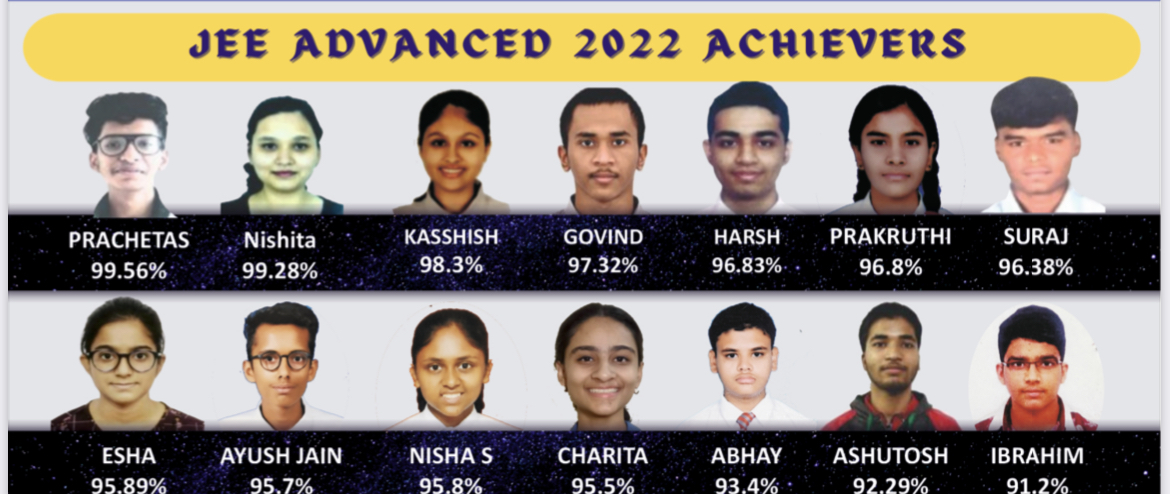 JEE ADVANCED 2022 ACHIEVERS
PRACHETAS Nishita KASSHISH GOVIND HARSH PRAKRUTHI SURAJ
99.56% 99.28% 98.3% 97.32% 96.83% 96.8% 96.38%
ESHA AYUSH JAIN NISHA S CHARITA ABHAY ASHUTOSH IBRAHIM
95.89% 95.7% 95.8% 95.5% 93.4% 92.29% 91.2%